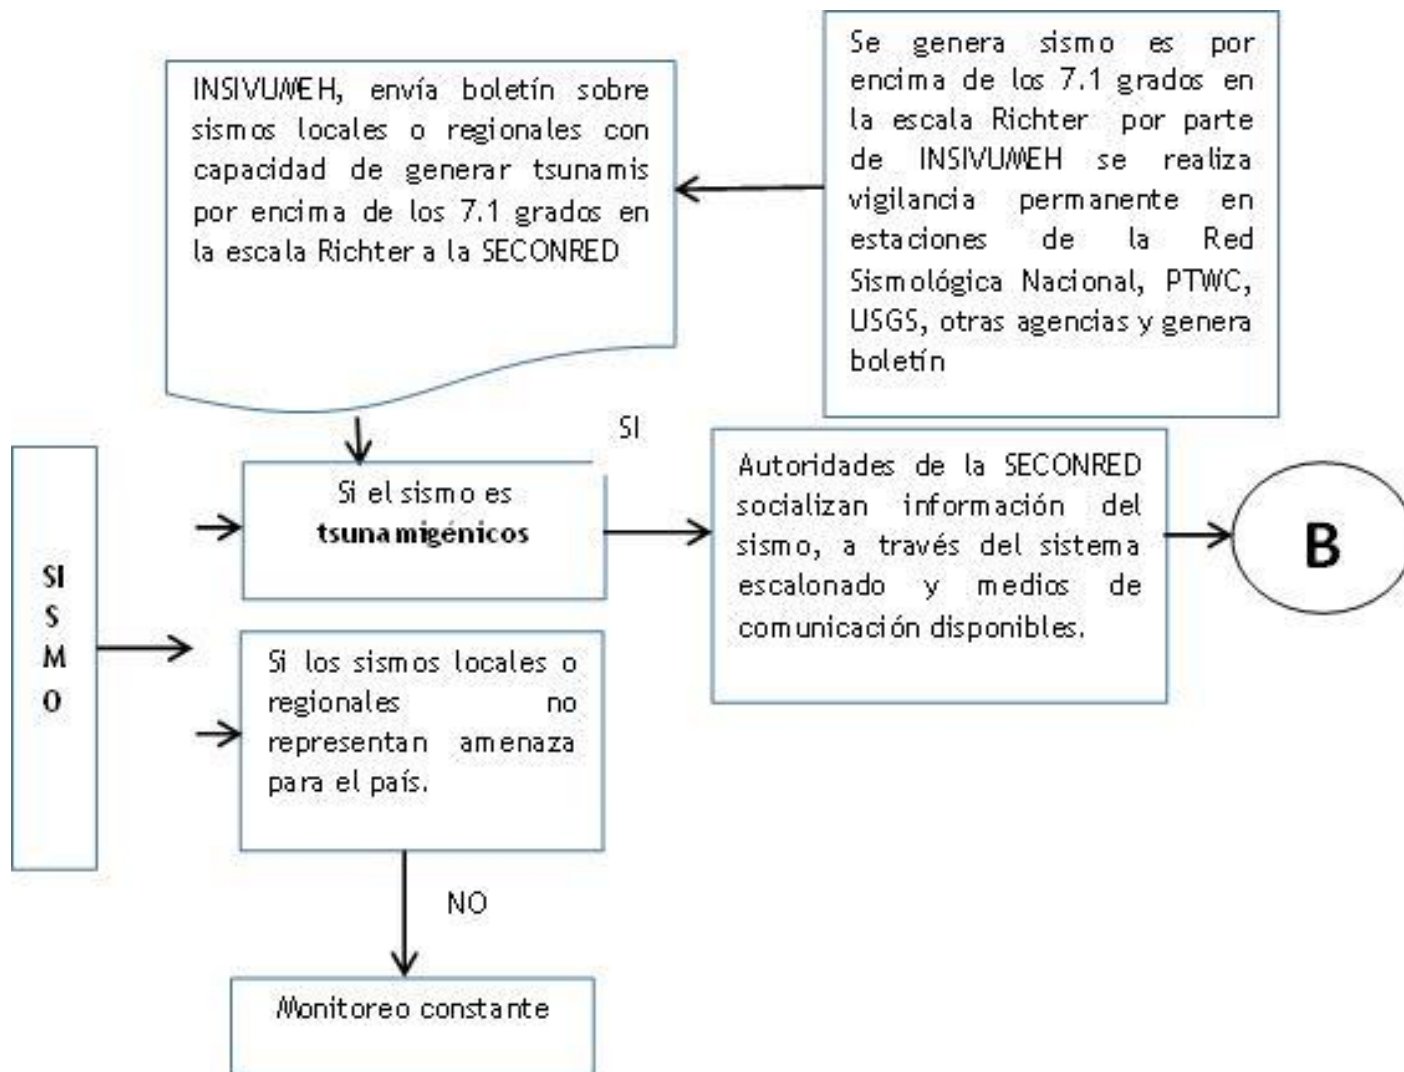 Se genera sismo es por
encima de los 7.1 grados en
la escala Richter por parte
de INSIVUMEH se realiza
vigilancia permanente en
estaciones de la Red
Sismológica Nacional, PTWC,
USGS, otras agencias y genera
boletín
INSIVUMEH, envía boletín sobre
sismos locales o regionales con
capacidad de generar tsunamis
por encima de los 7.1 grados en
la escala Richter a la SECONRED
SI
S
M
O
Si el sismo es
tsunamigénicos
SI
Autoridades de la SECONRED
socializan información del
sismo, a través del sistema
escalonado y medios de
comunicación disponibles.
B
Si los sismos locales o
regionales no
representan amenaza
para el país.
NO
Monitoreo constante